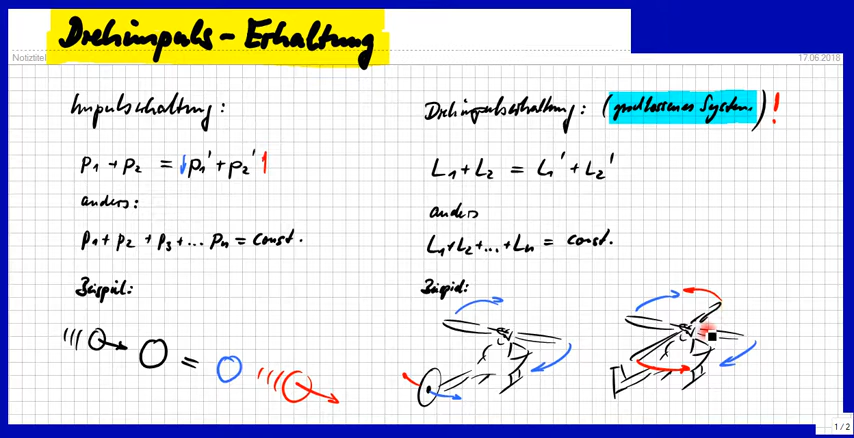 Drehimpuls - Erhaltung
Notiztitel
17.06.2018
Impulserhaltung:
p₁ + p₂ = p₁' + p₂'
anders:
p₁ + p₂ + p₃ + ... pₙ = const.
Beispiel:
=
Drehimpulserhaltung: (geschlossenes System.)!
L₁ + L₂ = L₁' + L₂'
anders
L₁ + L₂ + ... + Lₙ = const.
Beispiel:
1 / 2